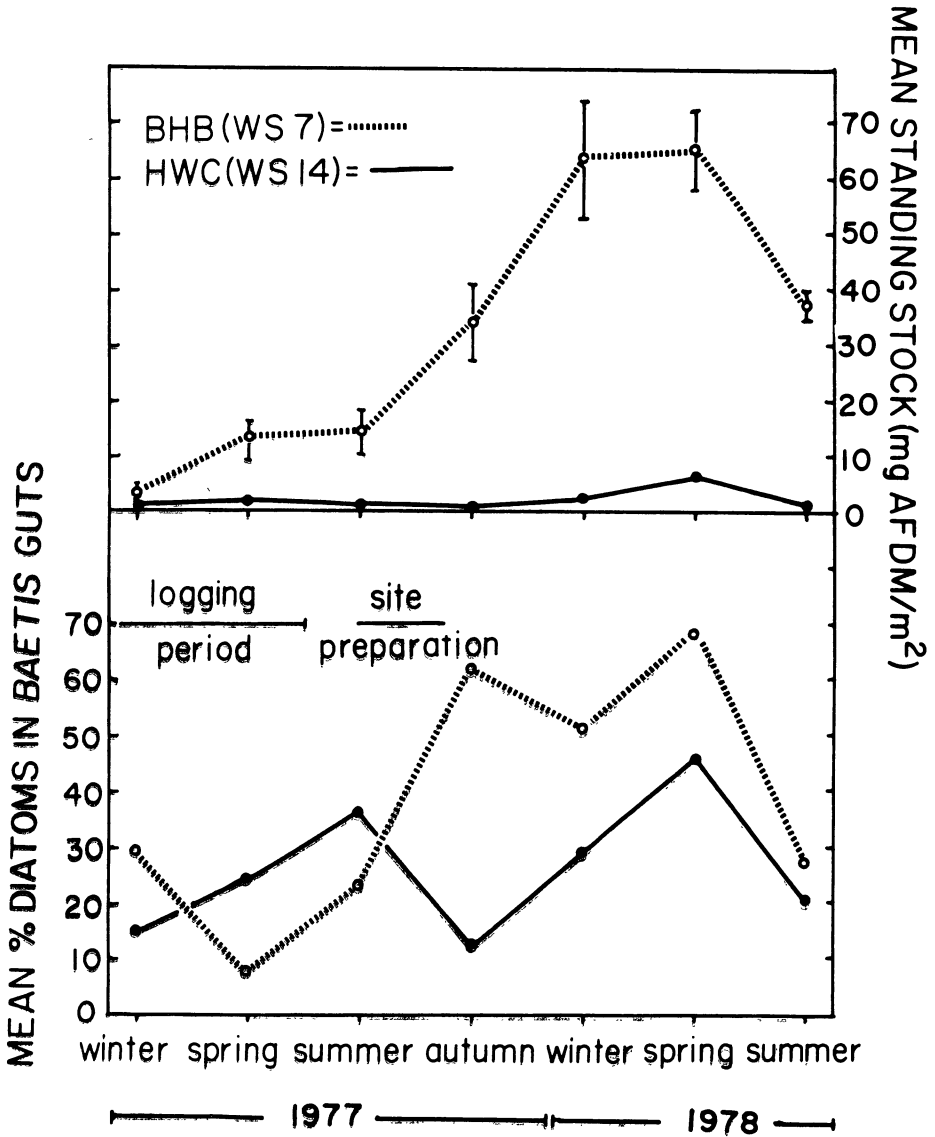 BHB(WS 7)=
HWC(WS 14)=
MEAN STANDING STOCK (mg AFDM/m²)
70
60
50
40
30
20
10
0
MEAN % DIATOMS IN BAETIS GUTS
logging
period
site
preparation
70
60
50
40
30
20
10
0
winter spring summer autumn winter spring summer
1977 1978